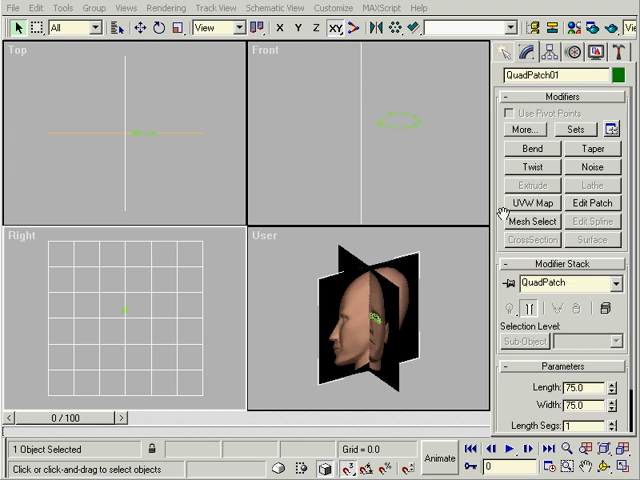 File Edit Tools Group Views Rendering Track View Schematic View Customize MAXScript Help
All View X Y Z XY
Top
Front
Right
User
QuadPatch01
- Modifiers
Use Pivot Points
More... Sets
Bend Taper
Twist Noise
Extrude Lathe
UVW Map Edit Patch
Mesh Select Edit Spline
CrossSection Surface
- Modifier Stack
QuadPatch
Selection Level:
Sub-Object
- Parameters
Length: 75.0
Width: 75.0
Length Segs: 1
< 0 / 100 >
1 Object Selected Grid = 0.0
Animate
Click or click-and-drag to select objects
0